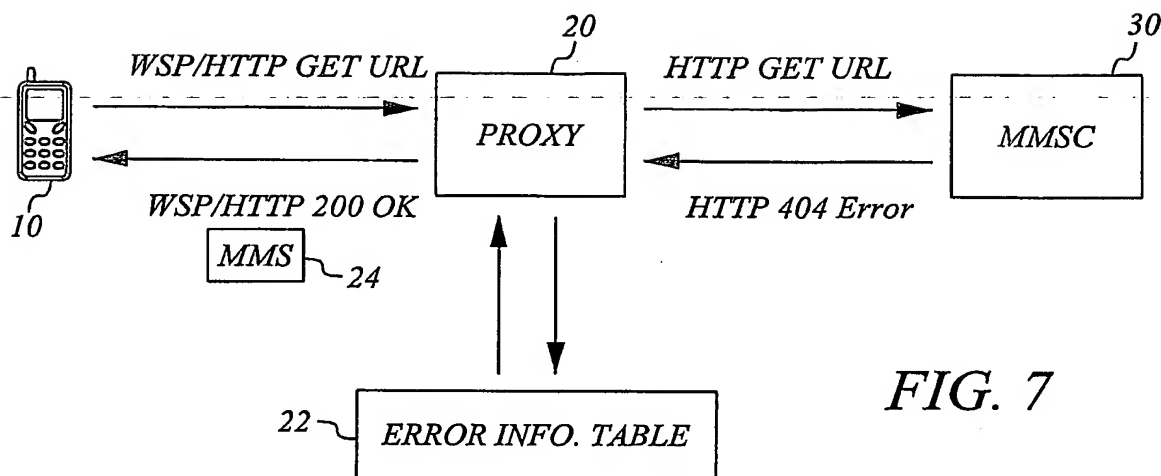 20
30
WSP/HTTP GET URL
HTTP GET URL
PROXY
MMSC
10
WSP/HTTP 200 OK
HTTP 404 Error
MMS
24
22
ERROR INFO. TABLE
FIG. 7